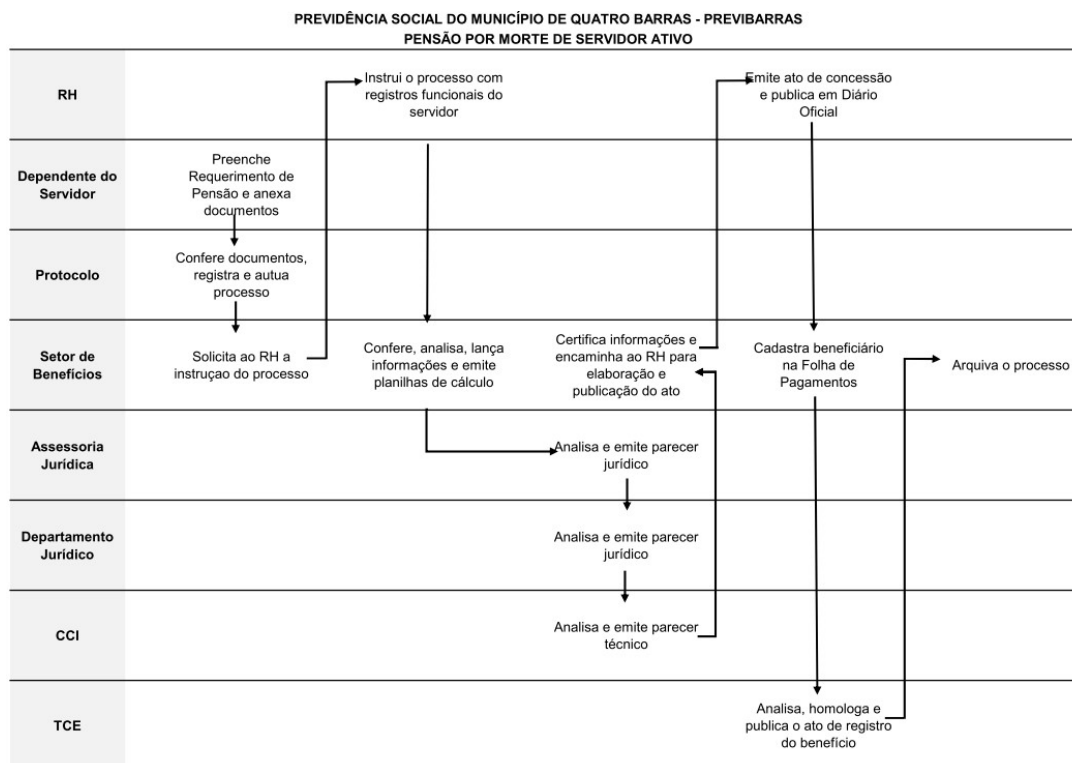 PREVIDÊNCIA SOCIAL DO MUNICÍPIO DE QUATRO BARRAS - PREVIBARRAS
PENSÃO POR MORTE DE SERVIDOR ATIVO
RH
Instrui o processo com
registros funcionais do
servidor
Emite ato de concessão
e publica em Diário
Oficial
Dependente do
Servidor
Preenche
Requerimento de
Pensão e anexa
documentos
Protocolo
Confere documentos,
registra e autua
processo
Setor de
Benefícios
Solicita ao RH a
instruçao do processo
Confere, analisa, lança
informações e emite
planilhas de cálculo
Certifica informações e
encaminha ao RH para
elaboração e
publicação do ato
Cadastra beneficiário
na Folha de
Pagamentos
Arquiva o processo
Assessoria
Jurídica
Analisa e emite parecer
jurídico
Departamento
Jurídico
Analisa e emite parecer
jurídico
CCI
Analisa e emite parecer
técnico
TCE
Analisa, homologa e
publica o ato de registro
do benefício